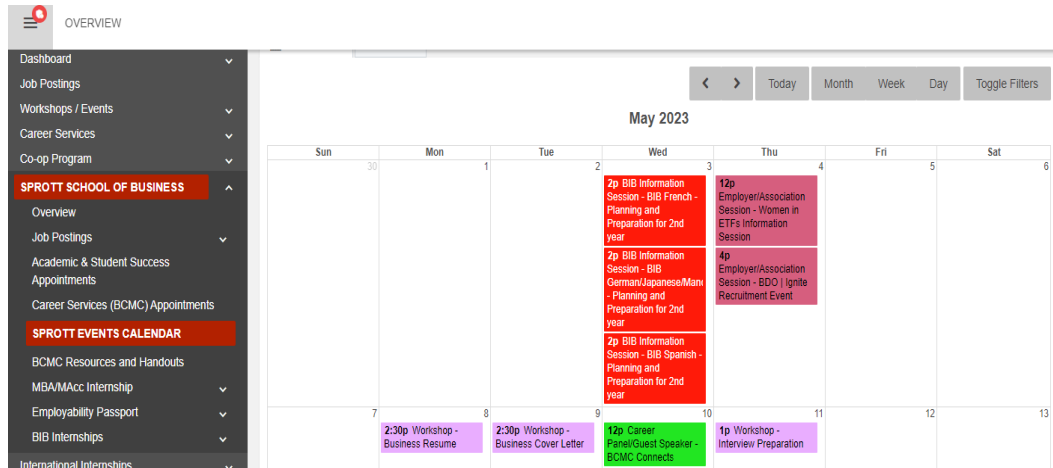 OVERVIEW
Dashboard
Job Postings
Workshops / Events
Career Services
Co-op Program
SPROTT SCHOOL OF BUSINESS
Overview
Job Postings
Academic & Student Success
Appointments
Career Services (BCMC) Appointments
SPROTT EVENTS CALENDAR
BCMC Resources and Handouts
MBA/MAcc Internship
Employability Passport
BIB Internships
International Internships
Today Month Week Day Toggle Filters
May 2023
Sun Mon Tue Wed Thu Fri Sat
30 1 2 3 4 5 6
2p BIB Information
Session - BIB French -
Planning and
Preparation for 2nd
year
2p BIB Information
Session - BIB
German/Japanese/Mand
- Planning and
Preparation for 2nd
year
2p BIB Information
Session - BIB Spanish -
Planning and
Preparation for 2nd
year
12p
Employer/Association
Session - Women in
ETFs Information
Session
4p
Employer/Association
Session - BDO | Ignite
Recruitment Event
7 8 9 10 11 12 13
2:30p Workshop -
Business Resume
2:30p Workshop -
Business Cover Letter
12p Career
Panel/Guest Speaker -
BCMC Connects
1p Workshop -
Interview Preparation